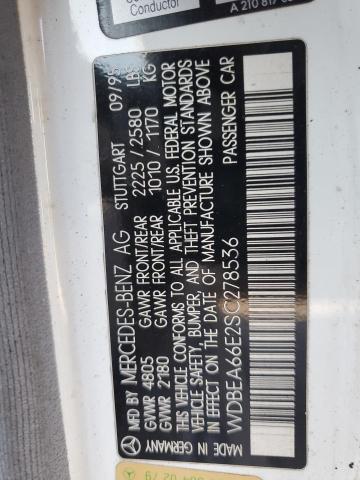 Conductor
A 210 817
MFD BY MERCEDES-BENZ AG STUTTGART 09/95
GVWR 4805 GAWR FRONT/REAR 2225 / 2580 LBS
GVWR 2180 GAWR FRONT/REAR 1010 / 1170 KG
THIS VEHICLE CONFORMS TO ALL APPLICABLE U.S. FEDERAL MOTOR
VEHICLE SAFETY, BUMPER, AND THEFT PREVENTION STANDARDS
IN EFFECT ON THE DATE OF MANUFACTURE SHOWN ABOVE
WDBEA66E2SC278536 PASSENGER CAR
MADE IN GERMANY